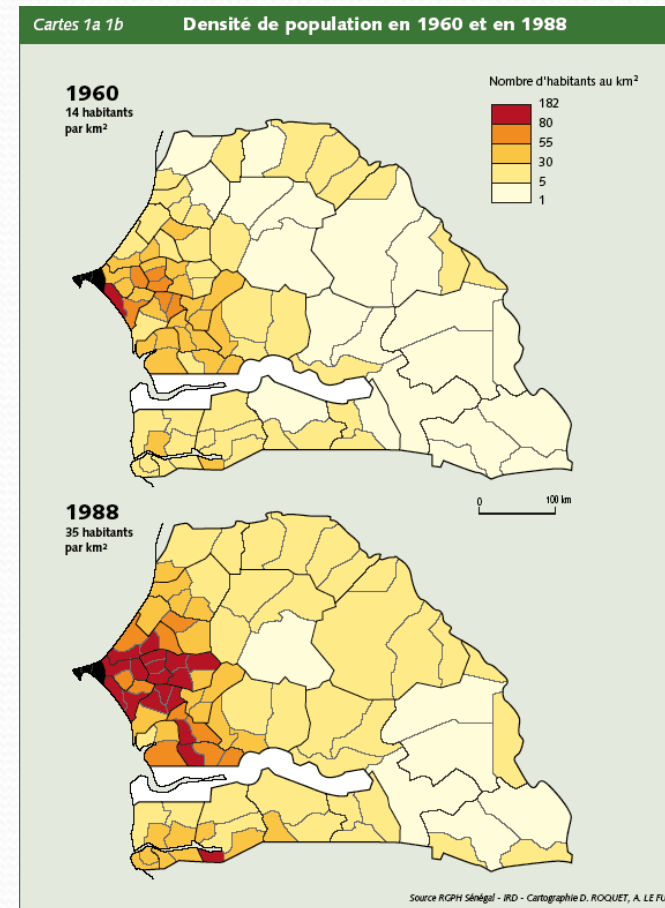 Cartes 1a 1b Densité de population en 1960 et en 1988
1960
14 habitants
par km²
Nombre d'habitants au km²
182
80
55
30
5
1
1988
35 habitants
par km²
0 100 km
Source RGPH Sénégal - IRD - Cartographie D. ROQUET, A. LE FU